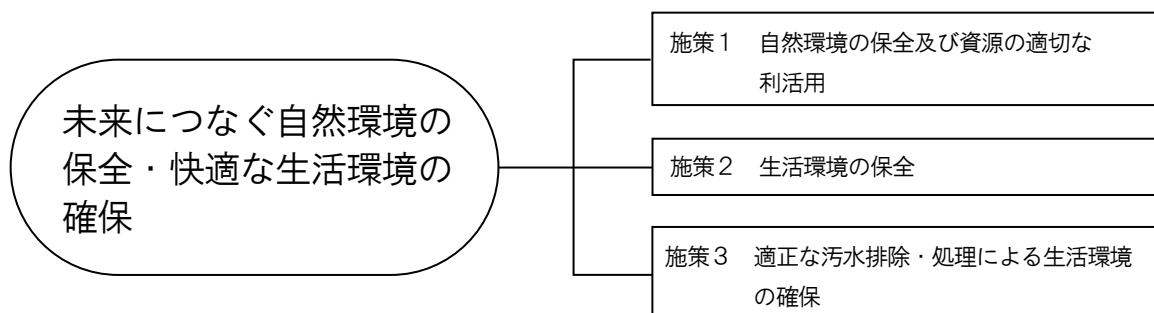 未来につなぐ自然環境の
保全・快適な生活環境の
確保
施策1 自然環境の保全及び資源の適切な
利活用
施策2 生活環境の保全
施策3 適正な汚水排除・処理による生活環境
の確保